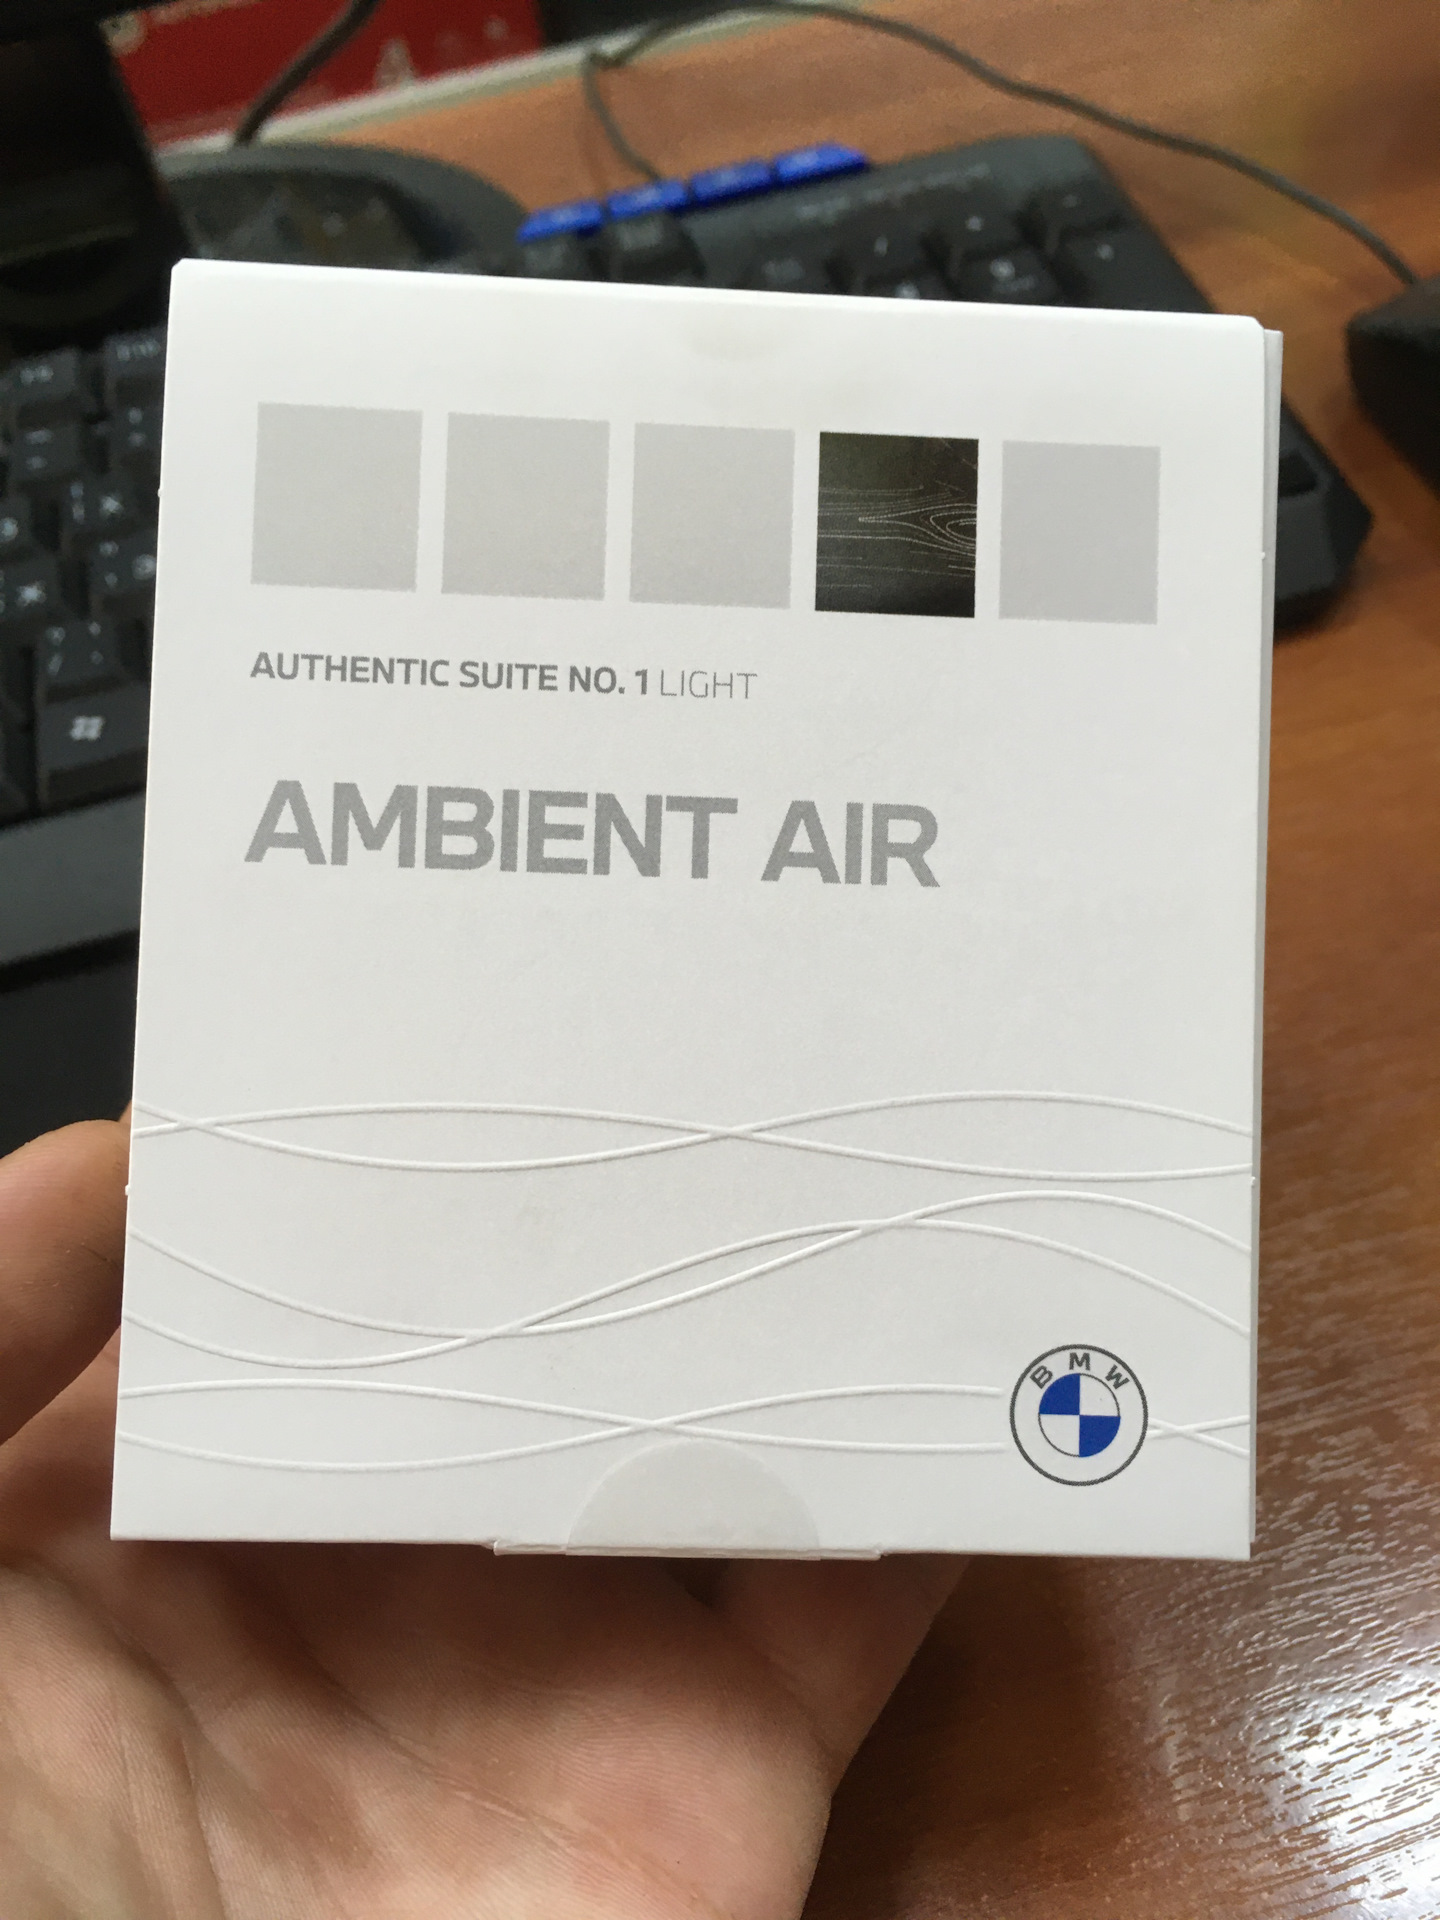 AUTHENTIC SUITE NO. 1 LIGHT
AMBIENT AIR
BMW